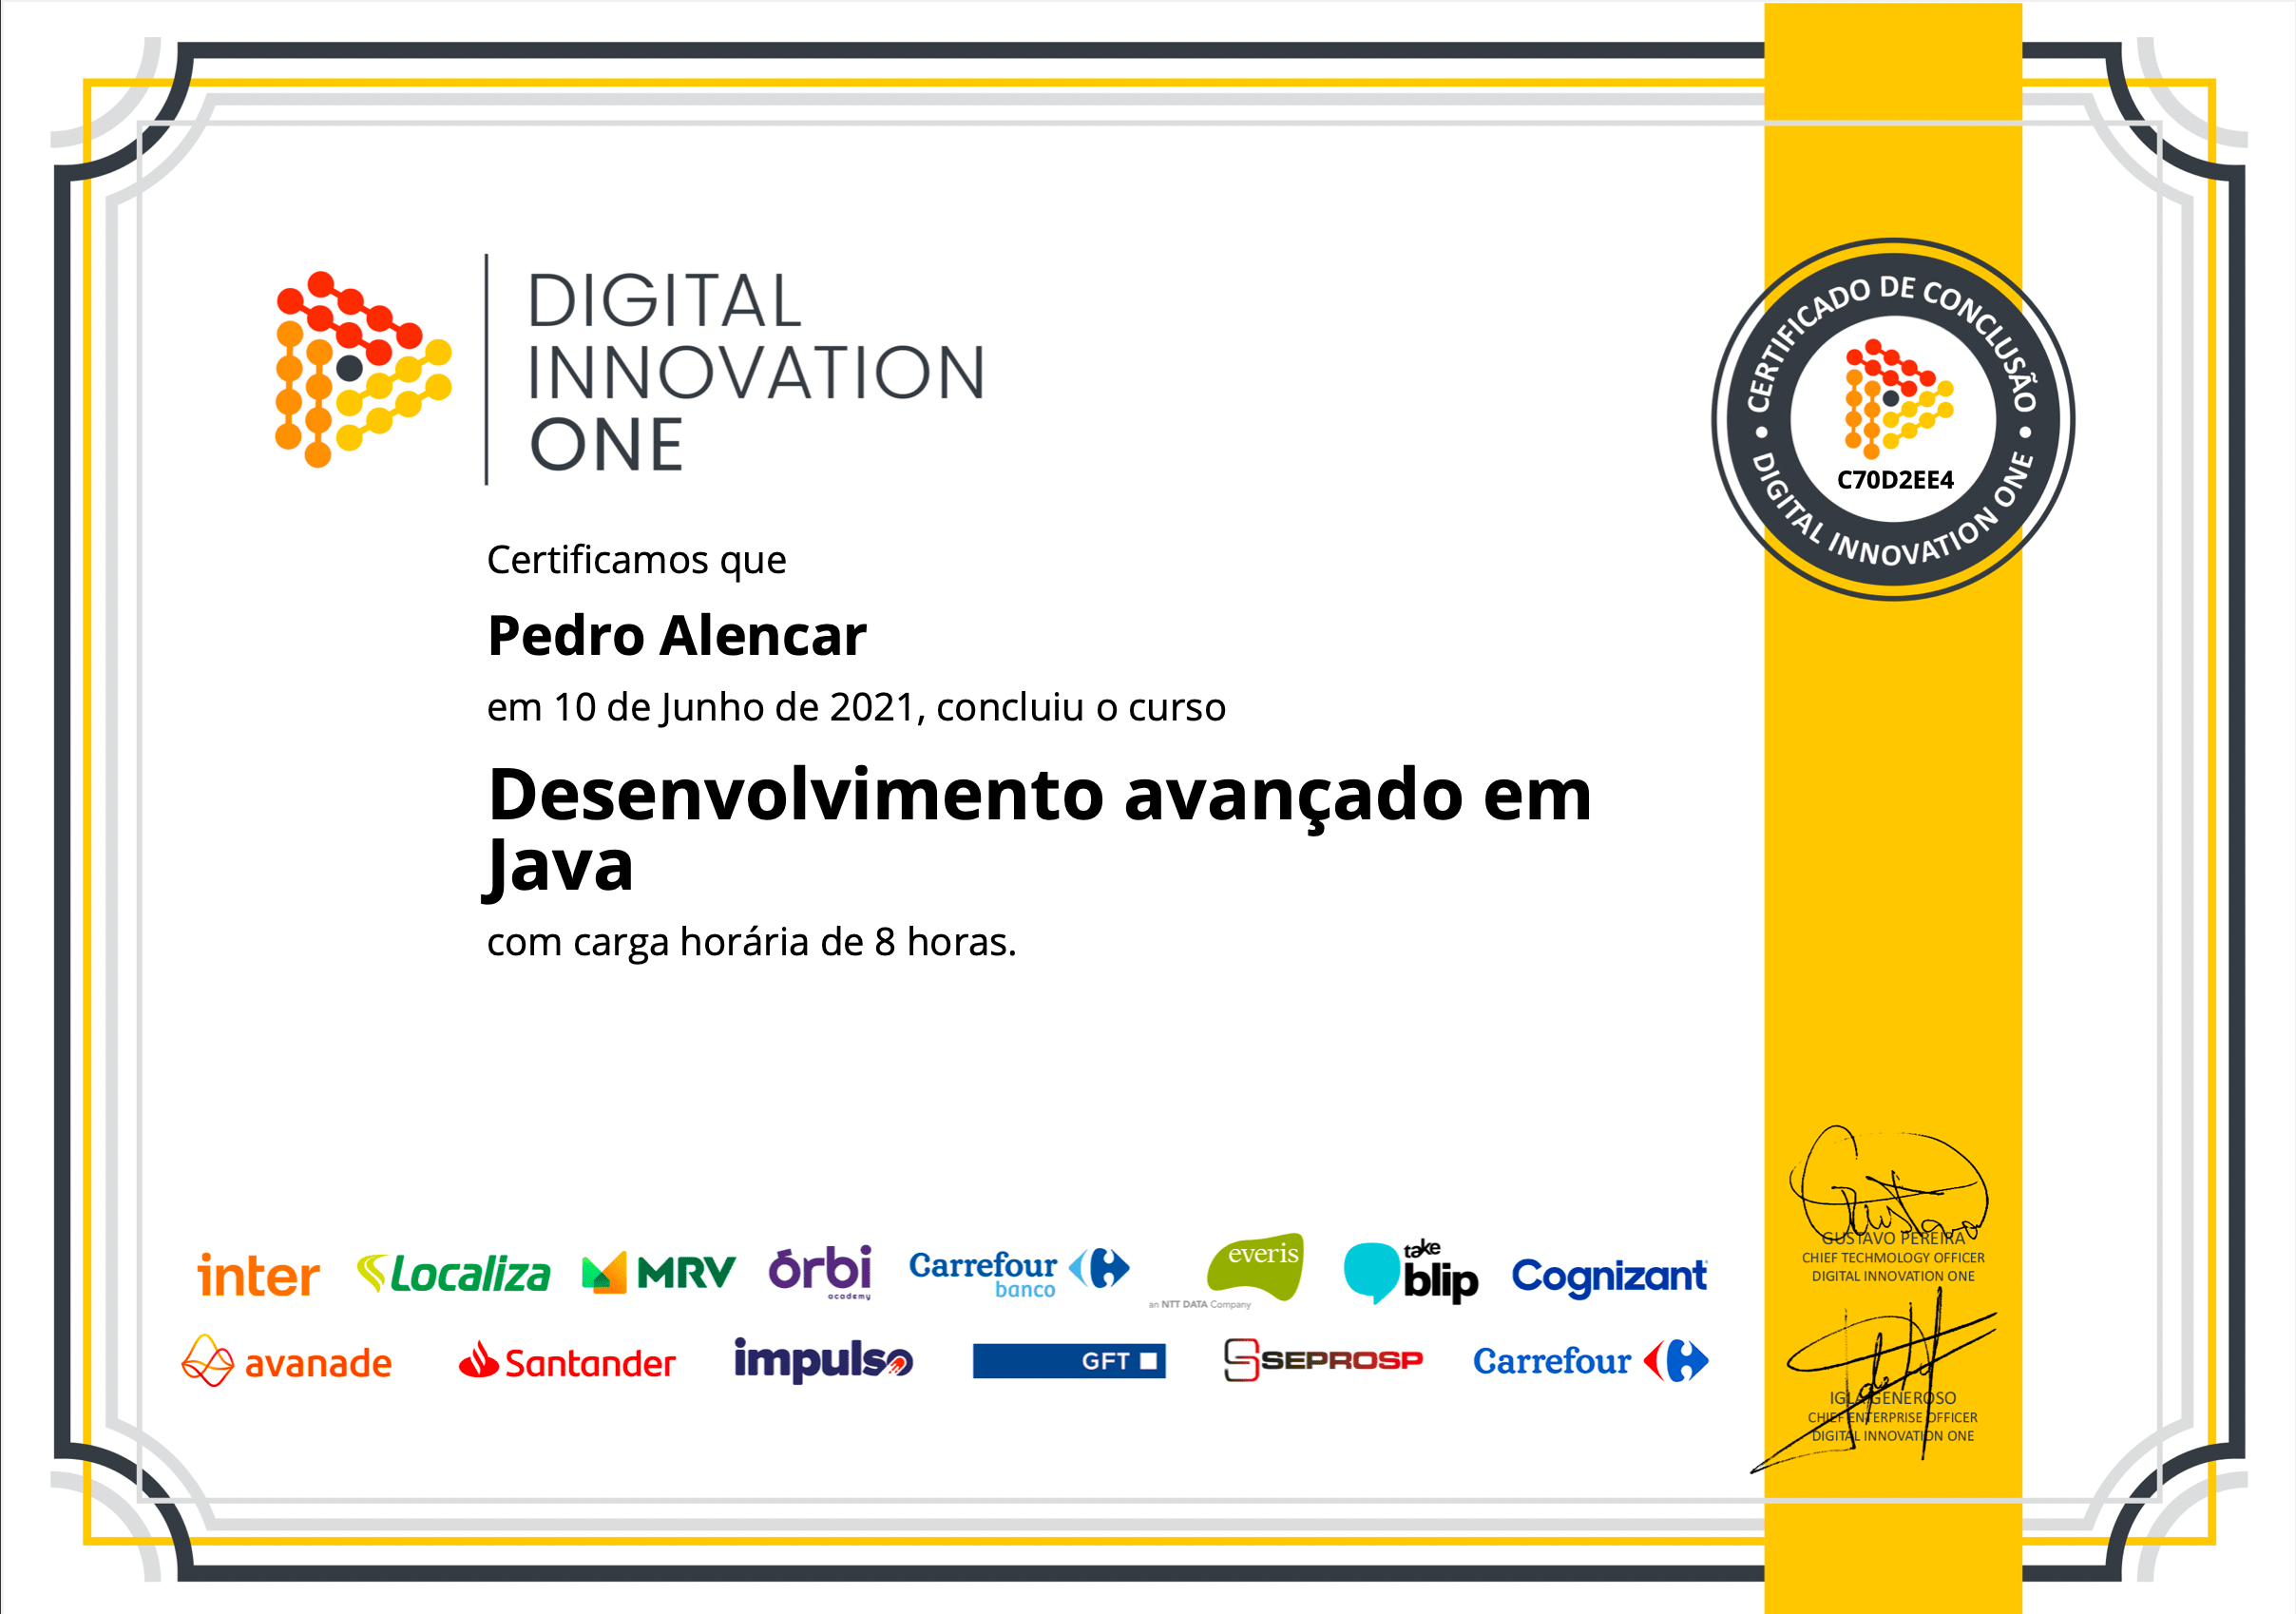 DIGITAL
INNOVATION
ONE
• CERTIFICADO DE CONCLUSÃO •
DIGITAL INNOVATION ONE
C70D2EE4
Certificamos que
Pedro Alencar
em 10 de Junho de 2021, concluiu o curso
Desenvolvimento avançado em
Java
com carga horária de 8 horas.
Gustavo
GUSTAVO PEREIRA
CHIEF TECHMOLOGY OFFICER
DIGITAL INNOVATION ONE
inter
Localiza
MRV
órbi
academy
Carrefour
banco
everis
an NTT DATA Company
take
blip
Cognizant
avanade
Santander
impulso
GFT
SEPROSP
Carrefour
IGLA GENEROSO
CHIEF ENTERPRISE OFFICER
DIGITAL INNOVATION ONE